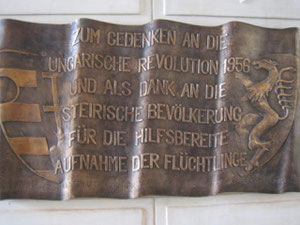 ZUM GEDENKEN AN DIE
UNGARISCHE REVOLUTION 1956
UND ALS DANK AN DIE
STEIRISCHE BEVÖLKERUNG
FÜR DIE HILFSBEREITE
AUFNAHME DER FLÜCHTLINGE